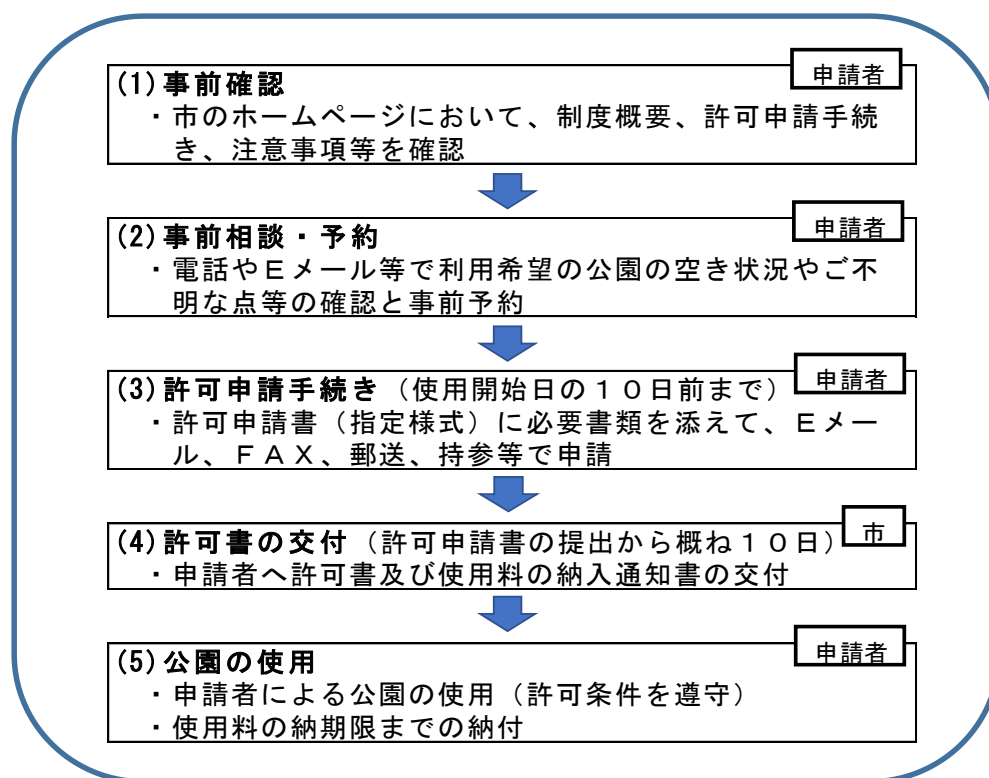 申請者
(1)事前確認
・市のホームページにおいて、制度概要、許可申請手続
き、注意事項等を確認
申請者
(2)事前相談・予約
・電話やEメール等で利用希望の公園の空き状況やご不
明な点等の確認と事前予約
申請者
(3)許可申請手続き（使用開始日の１０日前まで）
・許可申請書（指定様式）に必要書類を添えて、Ｅメー
ル、ＦＡＸ、郵送、持参等で申請
市
(4)許可書の交付（許可申請書の提出から概ね１０日）
・申請者へ許可書及び使用料の納入通知書の交付
申請者
(5)公園の使用
・申請者による公園の使用（許可条件を遵守）
・使用料の納期限までの納付